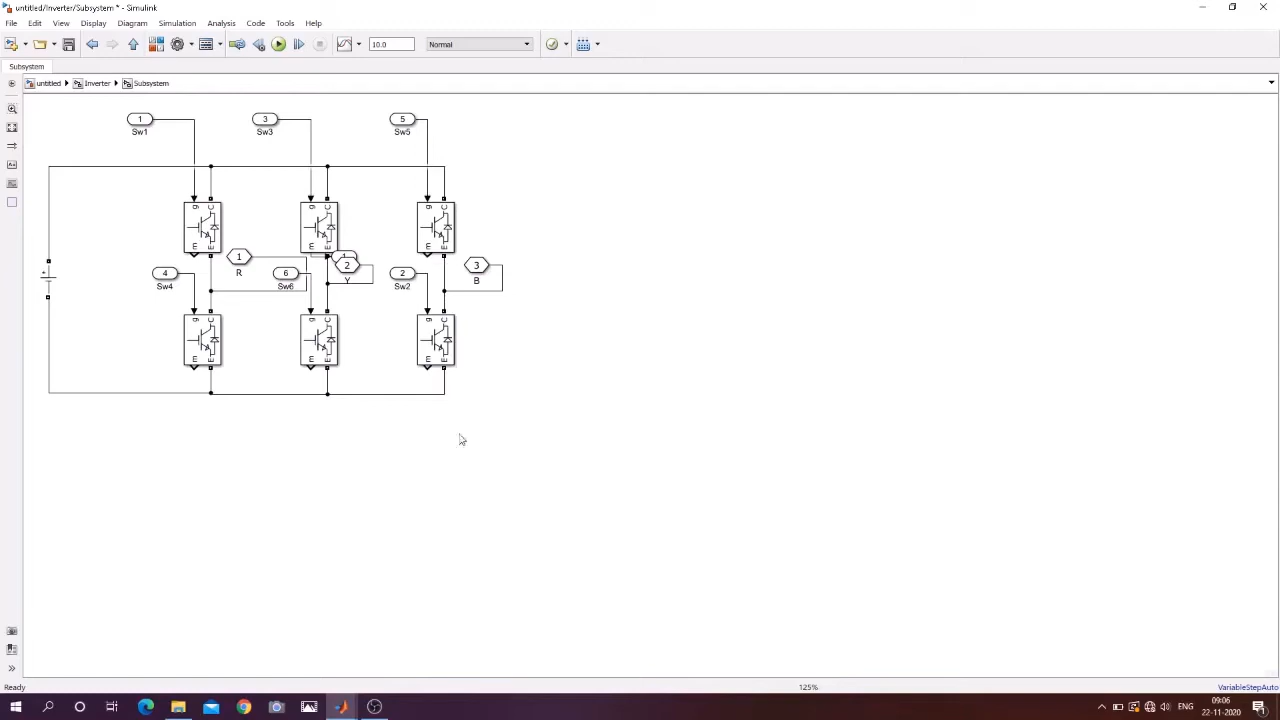 untitled/Inverter/Subsystem * - Simulink
File Edit View Display Diagram Simulation Analysis Code Tools Help
10.0 Normal
Subsystem
untitled Inverter Subsystem
1 3 5
Sw1 Sw3 Sw5
g C g C g C
m E m E m E
1 2 3
R Y B
4 6 2
Sw4 Sw6 Sw2
g C g C g C
m E m E m E
Ready 125% VariableStepAuto
ENG 09:06
22-11-2020